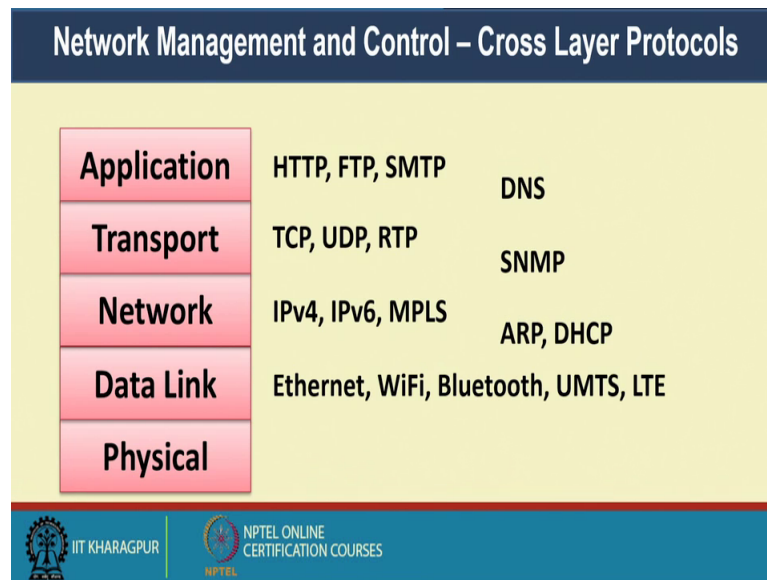 Network Management and Control – Cross Layer Protocols
Application
HTTP, FTP, SMTP
DNS
Transport
TCP, UDP, RTP
SNMP
Network
IPv4, IPv6, MPLS
ARP, DHCP
Data Link
Ethernet, WiFi, Bluetooth, UMTS, LTE
Physical
IIT KHARAGPUR
NPTEL
NPTEL ONLINE
CERTIFICATION COURSES